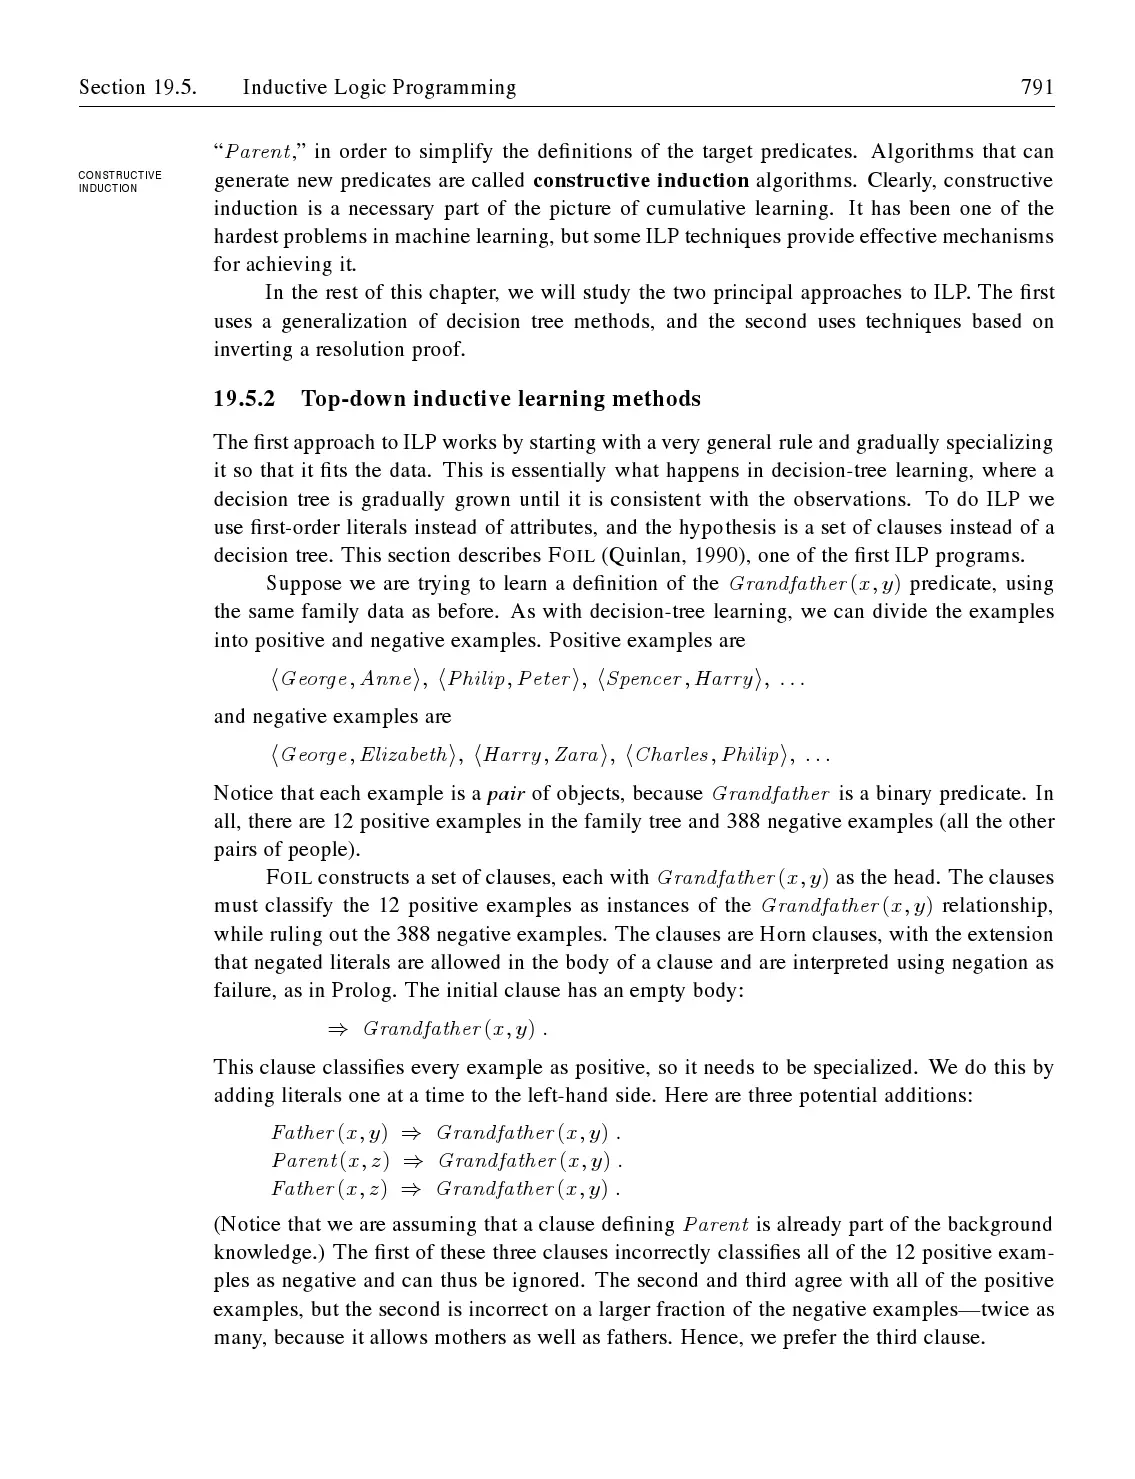 Section 19.5. Inductive Logic Programming 791
“Parent,” in order to simplify the definitions of the target predicates. Algorithms that can
CONSTRUCTIVE
INDUCTION
generate new predicates are called constructive induction algorithms. Clearly, constructive
induction is a necessary part of the picture of cumulative learning. It has been one of the
hardest problems in machine learning, but some ILP techniques provide effective mechanisms
for achieving it.
In the rest of this chapter, we will study the two principal approaches to ILP. The first
uses a generalization of decision tree methods, and the second uses techniques based on
inverting a resolution proof.
19.5.2 Top-down inductive learning methods
The first approach to ILP works by starting with a very general rule and gradually specializing
it so that it fits the data. This is essentially what happens in decision-tree learning, where a
decision tree is gradually grown until it is consistent with the observations. To do ILP we
use first-order literals instead of attributes, and the hypothesis is a set of clauses instead of a
decision tree. This section describes FOIL (Quinlan, 1990), one of the first ILP programs.
Suppose we are trying to learn a definition of the Grandfather(x, y) predicate, using
the same family data as before. As with decision-tree learning, we can divide the examples
into positive and negative examples. Positive examples are
⟨George, Anne⟩, ⟨Philip, Peter⟩, ⟨Spencer, Harry⟩, . . .
and negative examples are
⟨George, Elizabeth⟩, ⟨Harry, Zara⟩, ⟨Charles, Philip⟩, . . .
Notice that each example is a pair of objects, because Grandfather is a binary predicate. In
all, there are 12 positive examples in the family tree and 388 negative examples (all the other
pairs of people).
FOIL constructs a set of clauses, each with Grandfather(x, y) as the head. The clauses
must classify the 12 positive examples as instances of the Grandfather(x, y) relationship,
while ruling out the 388 negative examples. The clauses are Horn clauses, with the extension
that negated literals are allowed in the body of a clause and are interpreted using negation as
failure, as in Prolog. The initial clause has an empty body:
⇒ Grandfather(x, y) .
This clause classifies every example as positive, so it needs to be specialized. We do this by
adding literals one at a time to the left-hand side. Here are three potential additions:
Father(x, y) ⇒ Grandfather(x, y) .
Parent(x, z) ⇒ Grandfather(x, y) .
Father(x, z) ⇒ Grandfather(x, y) .
(Notice that we are assuming that a clause defining Parent is already part of the background
knowledge.) The first of these three clauses incorrectly classifies all of the 12 positive exam-
ples as negative and can thus be ignored. The second and third agree with all of the positive
examples, but the second is incorrect on a larger fraction of the negative examples—twice as
many, because it allows mothers as well as fathers. Hence, we prefer the third clause.